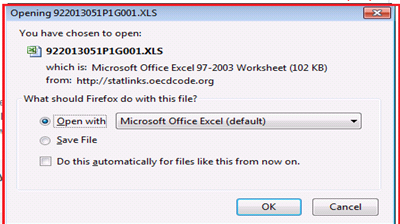 Opening 922013051P1G001.XLS
You have chosen to open:
922013051P1G001.XLS
which is: Microsoft Office Excel 97-2003 Worksheet (102 KB)
from: http://statlinks.oecdcode.org
What should Firefox do with this file?
Open with Microsoft Office Excel (default)
Save File
Do this automatically for files like this from now on.
OK Cancel